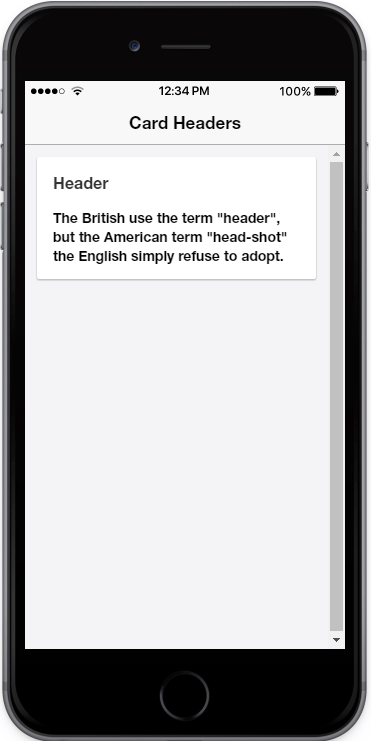 12:34 PM
100%
Card Headers
Header
The British use the term "header",
but the American term "head-shot"
the English simply refuse to adopt.